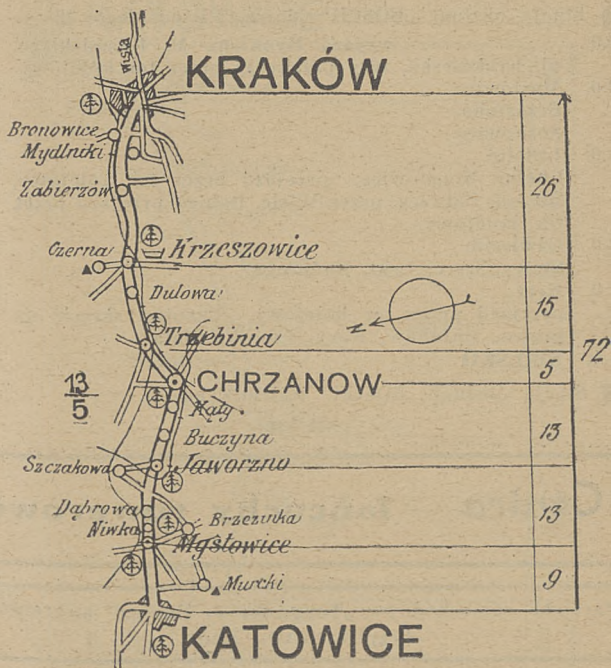 Wisła
KRAKÓW
Bronowice
Mydlniki
Zabierzów
26
Czerna
Krzeszowice
Dulowa
15
N
Trzebinia
72
5
13
5
CHRZANOW
Kąty
13
Buczyna
Szczakowa
Jaworzno
Dąbrowa
13
Niwka
Brzezinka
Mysłowice
Murcki
9
KATOWICE